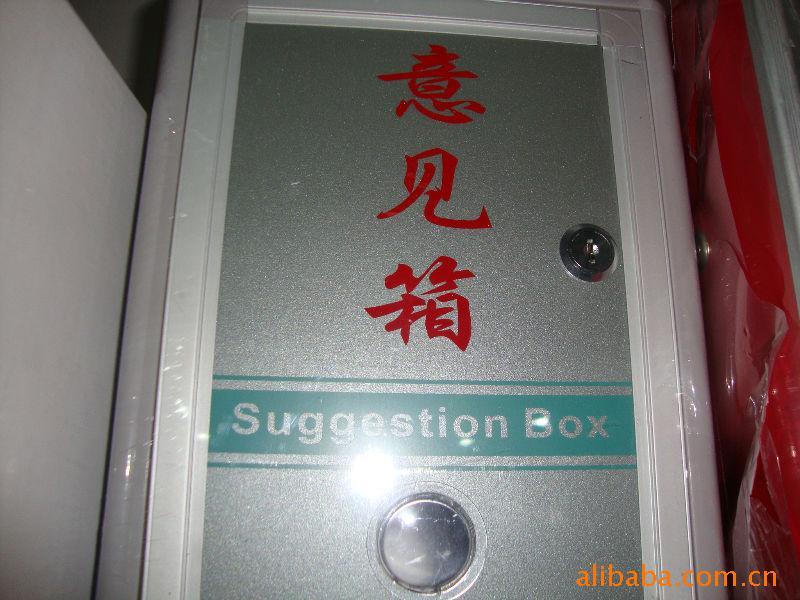 意
见
箱
Suggestion Box
alibaba.com.cn